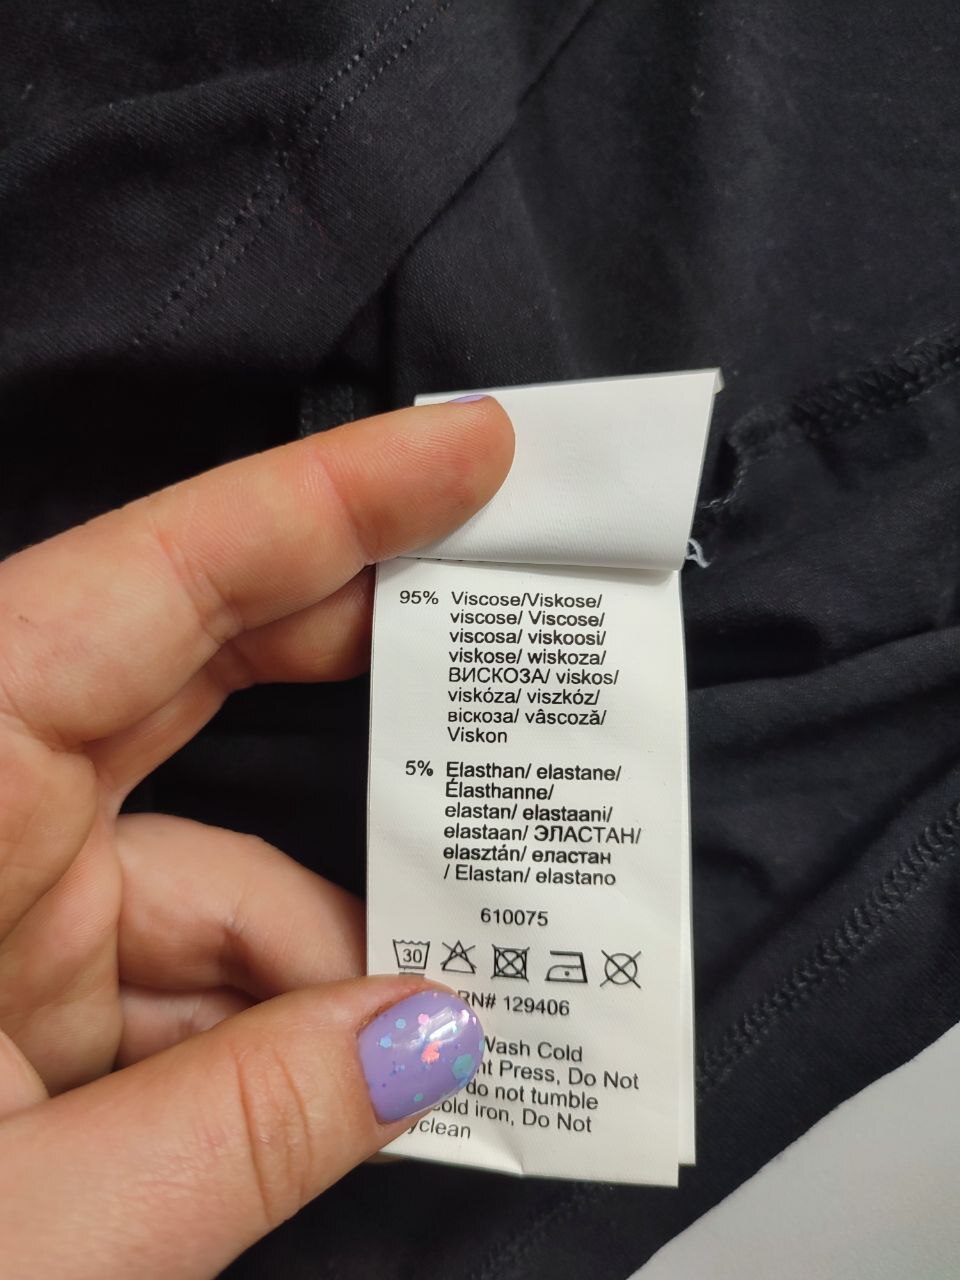 95% Viscose/Viskose/
viscose/ Viscose/
viscosa/ viskoosi/
viskose/ wiskoza/
ВИСКОЗА/ viskos/
viskóza/ viszkóz/
віскоза/ vâscoză/
Viskon
5% Elasthan/ elastane/
Élasthanne/
elastan/ elastaani/
elastaan/ ЭЛАСТАН/
elasztán/ еластан
/ Elastan/ elastano
610075
30
RN# 129406
Wash Cold
Press, Do Not
do not tumble
iron, Do Not